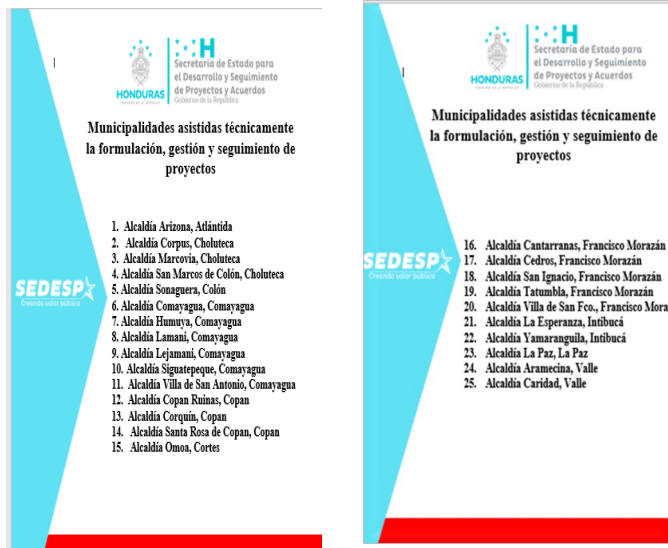 HONDURAS
H
Secretaría de Estado para
el Desarrollo y Seguimiento
de Proyectos y Acuerdos
Gobierno de la República
Municipalidades asistidas técnicamente
la formulación, gestión y seguimiento de
proyectos
1. Alcaldía Arizona, Atlántida
2. Alcaldía Corpus, Choluteca
3. Alcaldía Marcovia, Choluteca
4. Alcaldía San Marcos de Colón, Choluteca
5. Alcaldía Sonaguera, Colón
6. Alcaldía Comayagua, Comayagua
7. Alcaldía Humuya, Comayagua
8. Alcaldía Lamani, Comayagua
9. Alcaldía Lejamani, Comayagua
10. Alcaldía Siguatepeque, Comayagua
11. Alcaldía Villa de San Antonio, Comayagua
12. Alcaldía Copan Ruinas, Copan
13. Alcaldía Corquín, Copan
14. Alcaldía Santa Rosa de Copan, Copan
15. Alcaldía Omoa, Cortes
SEDESP
Creando valor público
HONDURAS
H
Secretaría de Estado para
el Desarrollo y Seguimiento
de Proyectos y Acuerdos
Gobierno de la República
Municipalidades asistidas técnicamente
la formulación, gestión y seguimiento de
proyectos
16. Alcaldía Cantarranas, Francisco Morazán
17. Alcaldía Cedros, Francisco Morazán
18. Alcaldía San Ignacio, Francisco Morazán
19. Alcaldía Tatumbla, Francisco Morazán
20. Alcaldía Villa de San Fco., Francisco Mora
21. Alcaldía La Esperanza, Intibucá
22. Alcaldía Yamaranguila, Intibucá
23. Alcaldía La Paz, La Paz
24. Alcaldía Aramecina, Valle
25. Alcaldía Caridad, Valle
SEDESP
Creando valor público